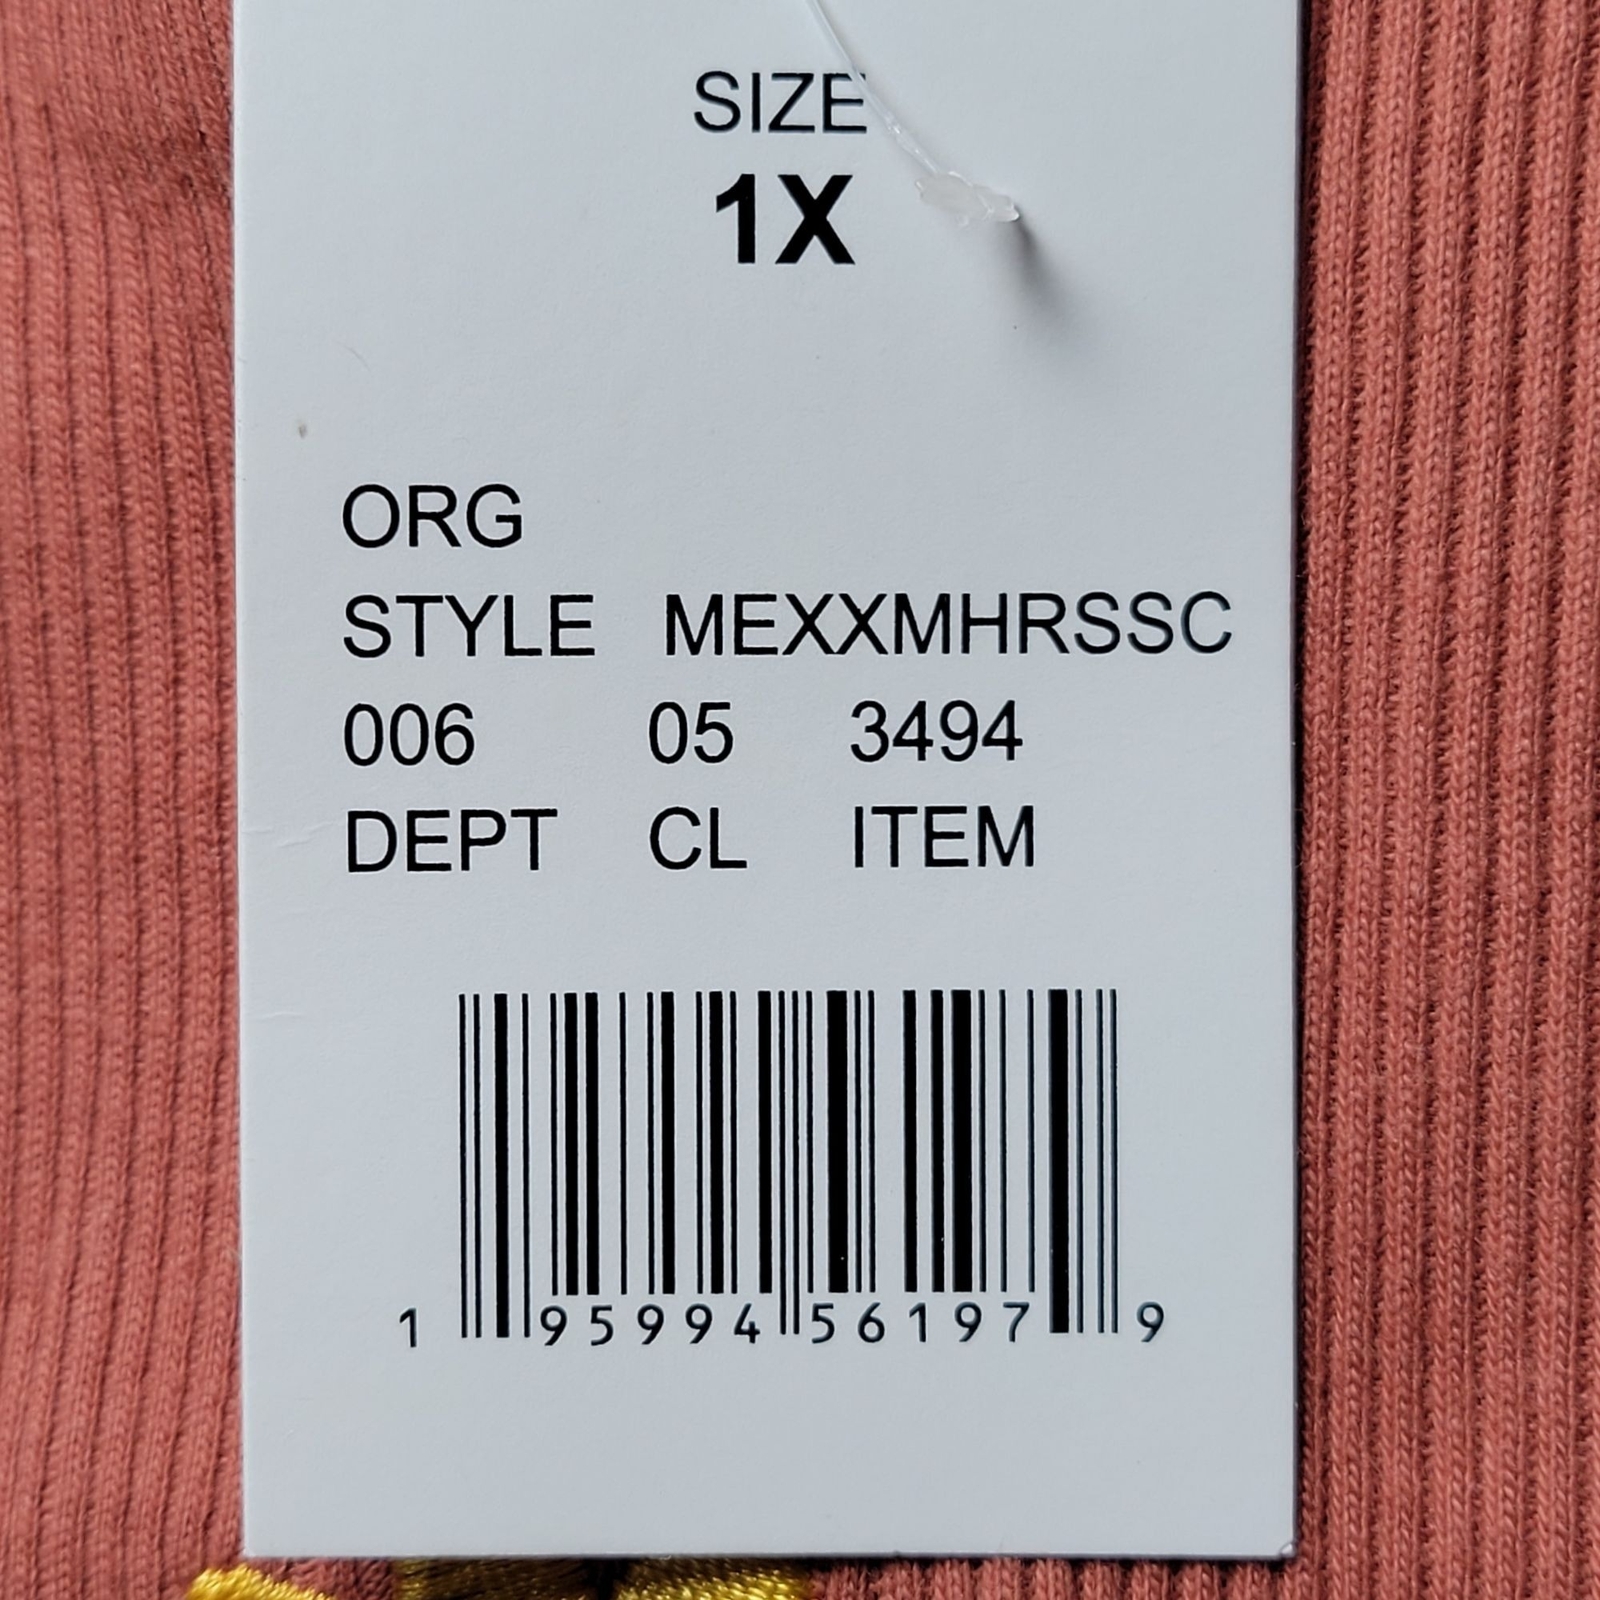 SIZE
1X
ORG
STYLE MEXXMHRSSC
006 05 3494
DEPT CL ITEM
1 95994 56197 9